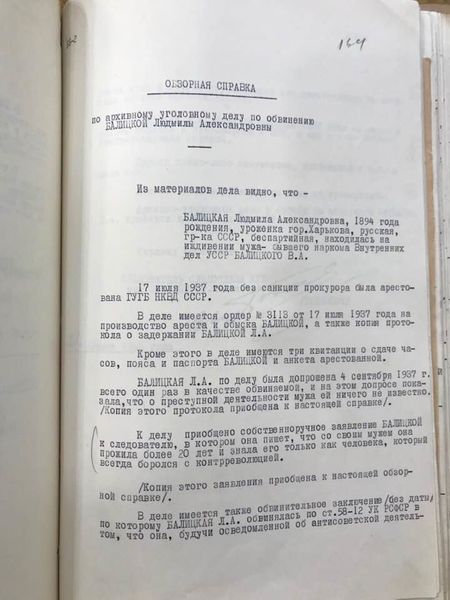 164
ОБЗОРНАЯ СПРАВКА
по архивному уголовному делу по обвинению
БАЛИЦКОЙ Людмилы Александровны
Из материалов дела видно, что -
БАЛИЦКАЯ Людмила Александровна, 1894 года
рождения, уроженка гор.Харькова, русская,
гр-ка СССР, беспартийная, находилась на
иждивении мужа- бывшего наркома Внутренних
дел УССР БАЛИЦКОГО В.А.
17 июля 1937 года без санкции прокурора была аресто-
вана ГУГБ НКВД СССР.
В деле имеется ордер № 3113 от 17 июля 1937 года на
производство ареста и обыска БАЛИЦКОЙ, а также копия прото-
кола о задержании БАЛИЦКОЙ Л.А.
Кроме этого в деле имеются три квитанции о сдаче ча-
сов, пояса и паспорта БАЛИЦКОЙ и анкета арестованной.
БАЛИЦКАЯ Л.А. по делу была допрошена 4 сентября 1937 г.
всего один раз в качестве обвиняемой, и на этом допросе пока-
зала,что о преступной деятельности мужа ей ничего не известно.
/Копия этого протокола приобщена к настоящей справке/.
К делу приобщено собственноручное заявление БАЛИЦКОЙ
к следователю, в котором она пишет, что со своим мужем она
прожила более 20 лет и знала его только как человека, который
всегда боролся с контрреволюцией.
/Копия этого заявления приобщена к настоящей обзор-
ной справке/.
В деле имеется также обвинительное заключение/без даты/
по которому БАЛИЦКАЯ Л.А. обвинялась по ст.58-12 УК РСФСР в
том, что она, будучи осведомленной об антисоветской деятель-